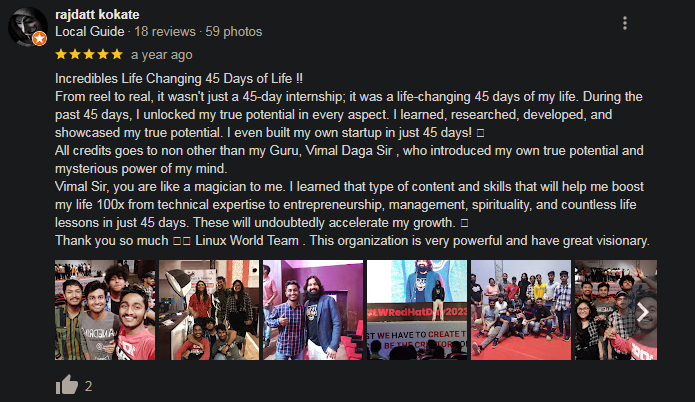 rajdatt kokate
Local Guide · 18 reviews · 59 photos
a year ago
Incredibles Life Changing 45 Days of Life !!
From reel to real, it wasn't just a 45-day internship; it was a life-changing 45 days of my life. During the
past 45 days, I unlocked my true potential in every aspect. I learned, researched, developed, and
showcased my true potential. I even built my own startup in just 45 days!
All credits goes to non other than my Guru, Vimal Daga Sir , who introduced my own true potential and
mysterious power of my mind.
Vimal Sir, you are like a magician to me. I learned that type of content and skills that will help me boost
my life 100x from technical expertise to entrepreneurship, management, spirituality, and countless life
lessons in just 45 days. These will undoubtedly accelerate my growth.
Thank you so much Linux World Team . This organization is very powerful and have great visionary.
#LWRedHatDay2023
ST WE HAVE TO CREATE T
BE THE CREATOR
2